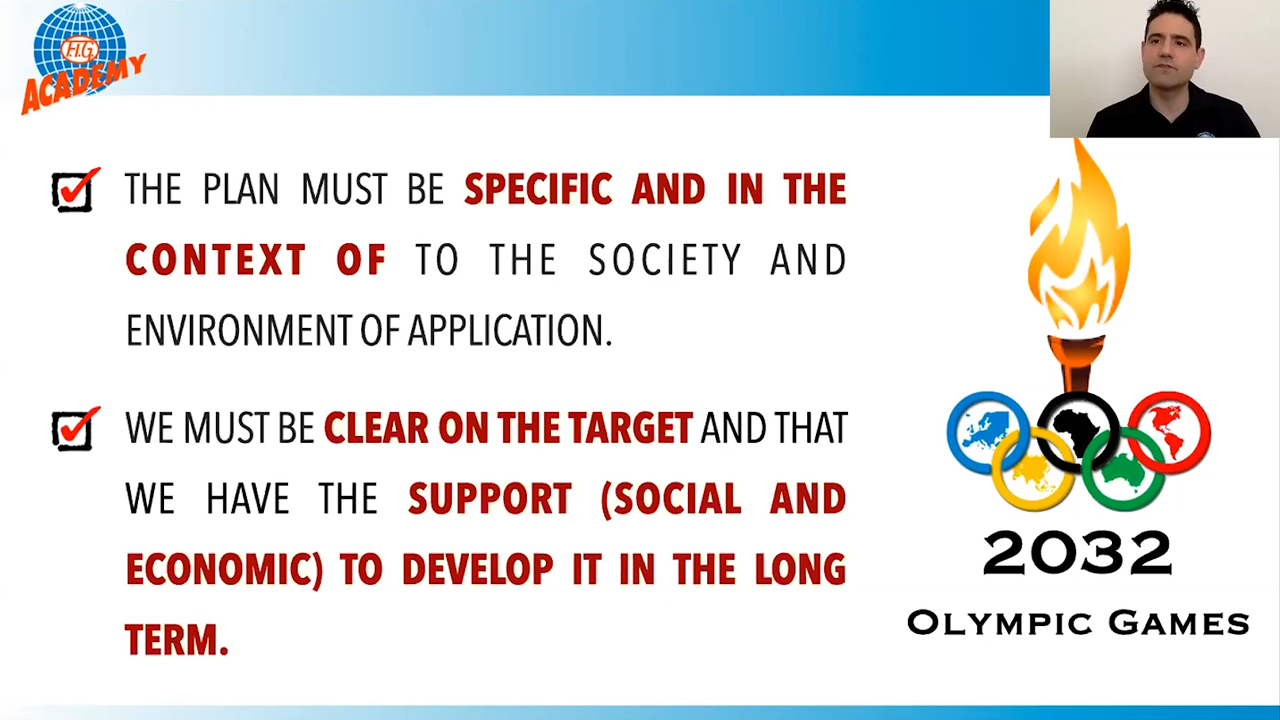 F.I.G.
ACADEMY
THE PLAN MUST BE SPECIFIC AND IN THE
CONTEXT OF TO THE SOCIETY AND
ENVIRONMENT OF APPLICATION.
WE MUST BE CLEAR ON THE TARGET AND THAT
WE HAVE THE SUPPORT (SOCIAL AND
ECONOMIC) TO DEVELOP IT IN THE LONG
TERM.
2032
OLYMPIC GAMES